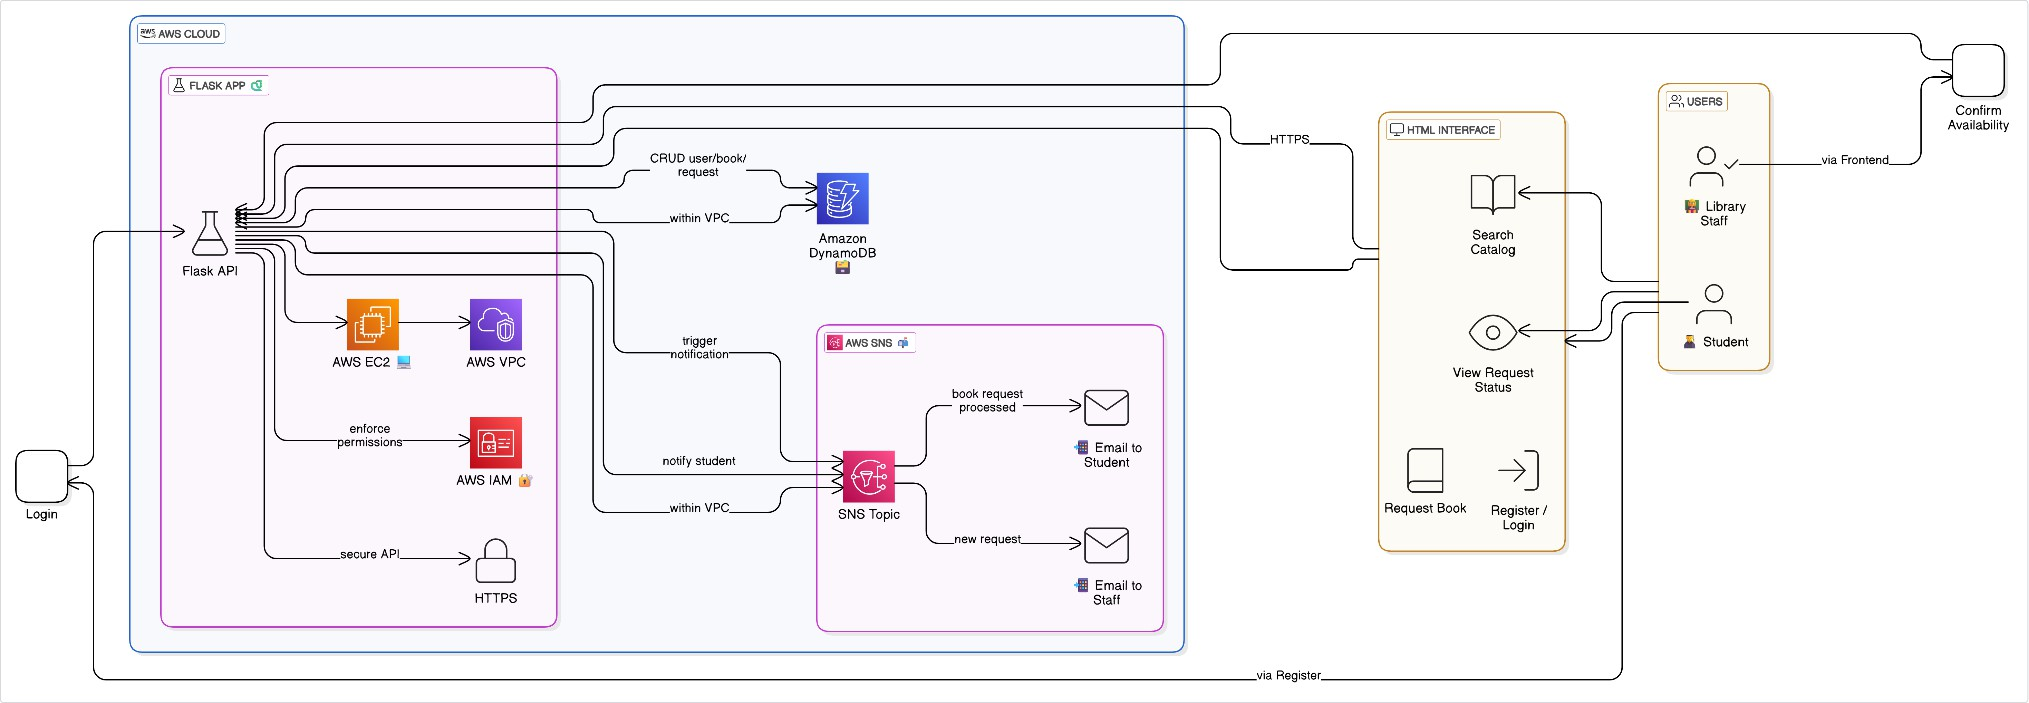 aws AWS CLOUD
FLASK APP
Flask API
AWS EC2
AWS VPC
enforce
permissions
AWS IAM
secure API
HTTPS
Login
CRUD user/book/
request
within VPC
Amazon
DynamoDB
trigger
notification
notify student
within VPC
AWS SNS
SNS Topic
book request
processed
Email to
Student
new request
Email to
Staff
HTTPS
HTML INTERFACE
Search
Catalog
View Request
Status
Request Book
Register /
Login
USERS
Library
Staff
Student
via Frontend
Confirm
Availability
via Register